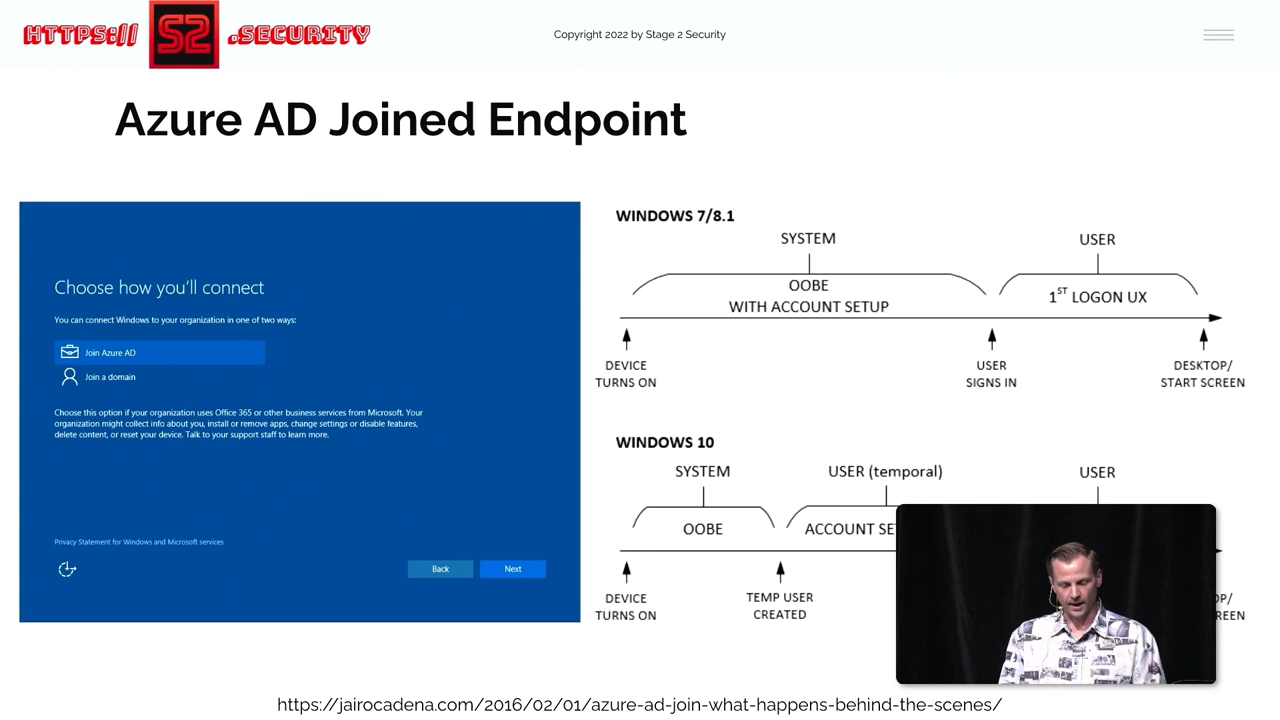 HTTPS:// S2 .SECURITY
Copyright 2022 by Stage 2 Security
Azure AD Joined Endpoint
Choose how you'll connect
You can connect Windows to your organization in one of two ways:
Join Azure AD
Join a domain
Choose this option if your organization uses Office 365 or other business services from Microsoft. Your
organization might collect info about you, install or remove apps, change settings or disable features,
delete content, or reset your device. Talk to your support staff to learn more.
Privacy Statement for Windows and Microsoft services
Back
Next
WINDOWS 7/8.1
SYSTEM
USER
OOBE
WITH ACCOUNT SETUP
1ST LOGON UX
DEVICE
TURNS ON
USER
SIGNS IN
DESKTOP/
START SCREEN
WINDOWS 10
SYSTEM
USER (temporal)
USER
OOBE
ACCOUNT
DEVICE
TURNS ON
TEMP USER
CREATED
https://jairocadena.com/2016/02/01/azure-ad-join-what-happens-behind-the-scenes/